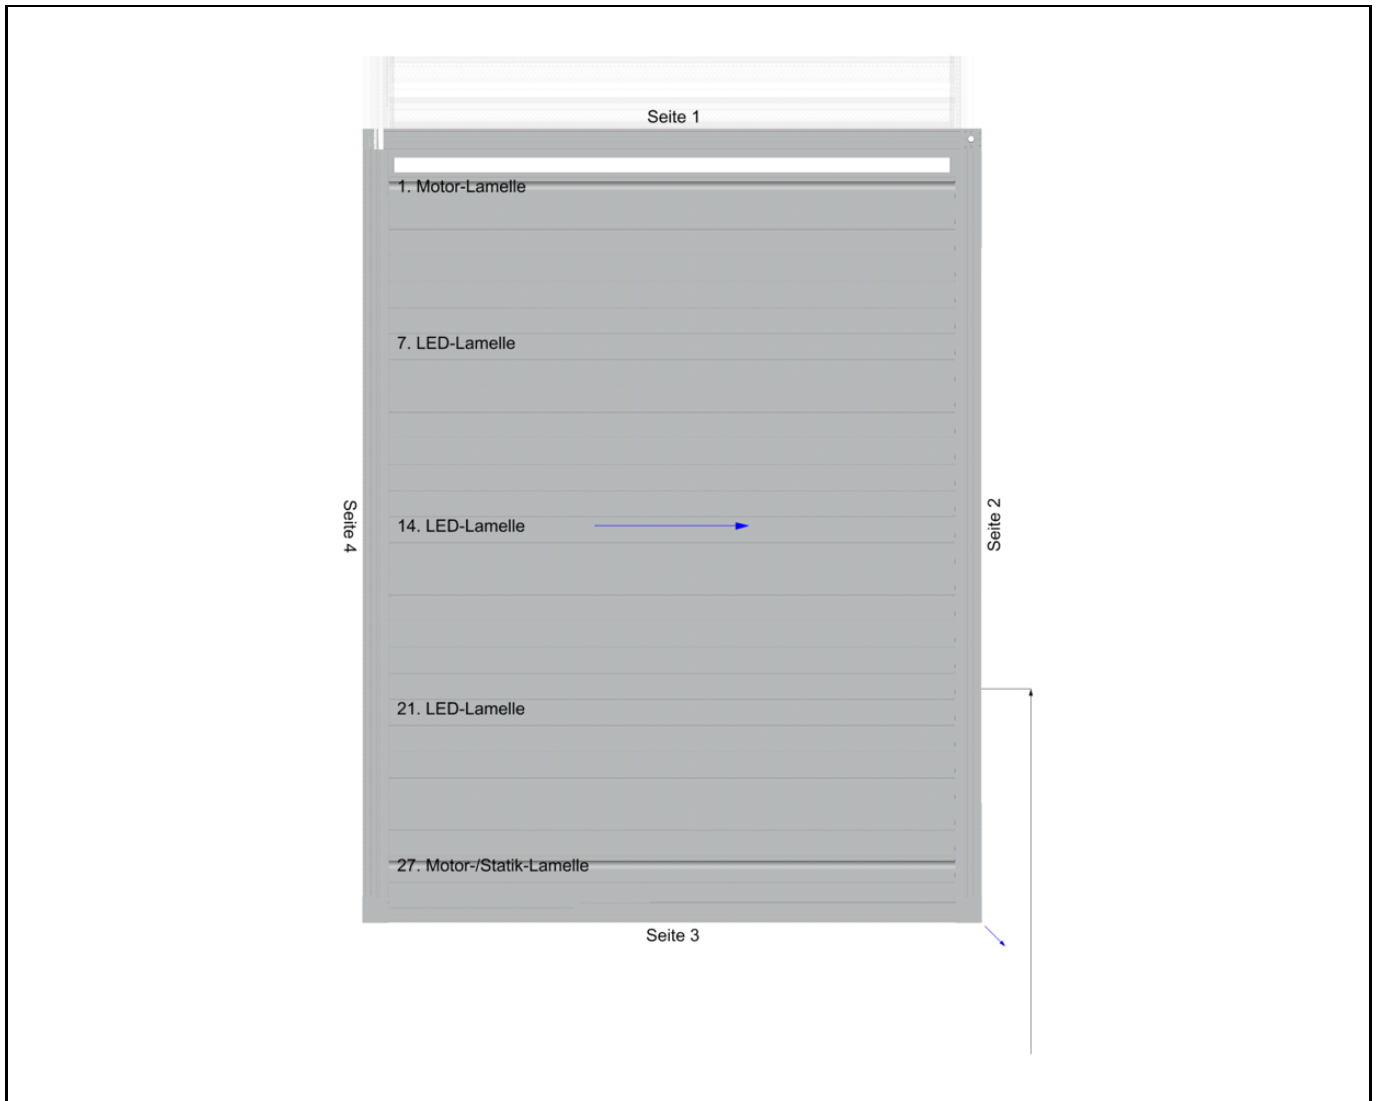 Seite 1
1. Motor-Lamelle
7. LED-Lamelle
Seite 4
14. LED-Lamelle
Seite 2
21. LED-Lamelle
27. Motor-/Statik-Lamelle
Seite 3